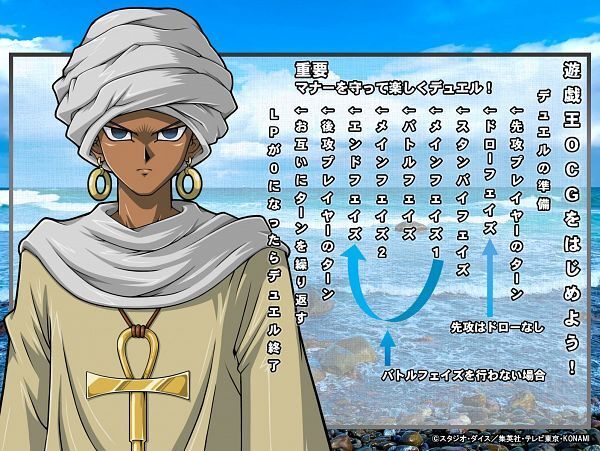 遊戯王OCGをはじめよう！
デュエルの準備
←先攻プレイヤーのターン
←ドローフェイズ
先攻はドローなし
←スタンバイフェイズ
←メインフェイズ1
←バトルフェイズ
←メインフェイズ2
←エンドフェイズ
バトルフェイズを行わない場合
←後攻プレイヤーのターン
←お互いにターンを繰り返す
LPが0になったらデュエル終了
重要
マナーを守って楽しくデュエル！
©スタジオ・ダイス／集英社・テレビ東京・KONAMI